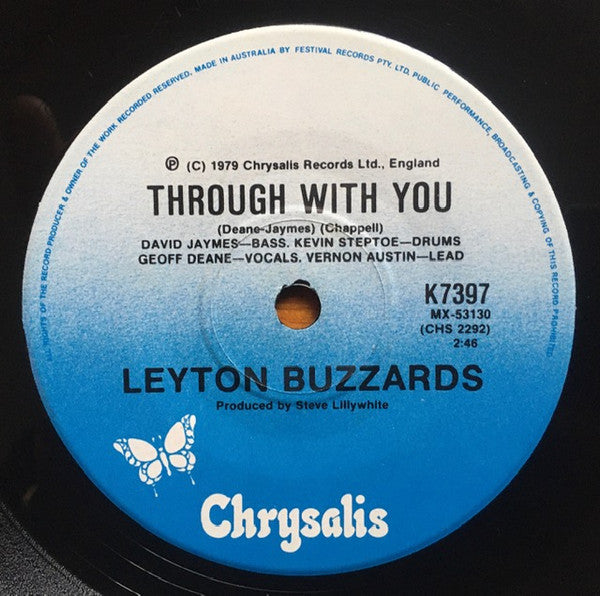 ALL RIGHTS OF THE RECORD PRODUCER & OWNER OF THE WORK RECORDED RESERVED. MADE IN AUSTRALIA BY FESTIVAL RECORDS PTY. LTD. PUBLIC PERFORMANCE, BROADCASTING & COPYING OF THIS RECORD PROHIBITED
℗ (C) 1979 Chrysalis Records Ltd., England
THROUGH WITH YOU
(Deane-Jaymes) (Chappell)
DAVID JAYMES—BASS. KEVIN STEPTOE—DRUMS
GEOFF DEANE—VOCALS. VERNON AUSTIN—LEAD
K7397
MX-53130
(CHS 2292)
2:46
LEYTON BUZZARDS
Produced by Steve Lillywhite
Chrysalis